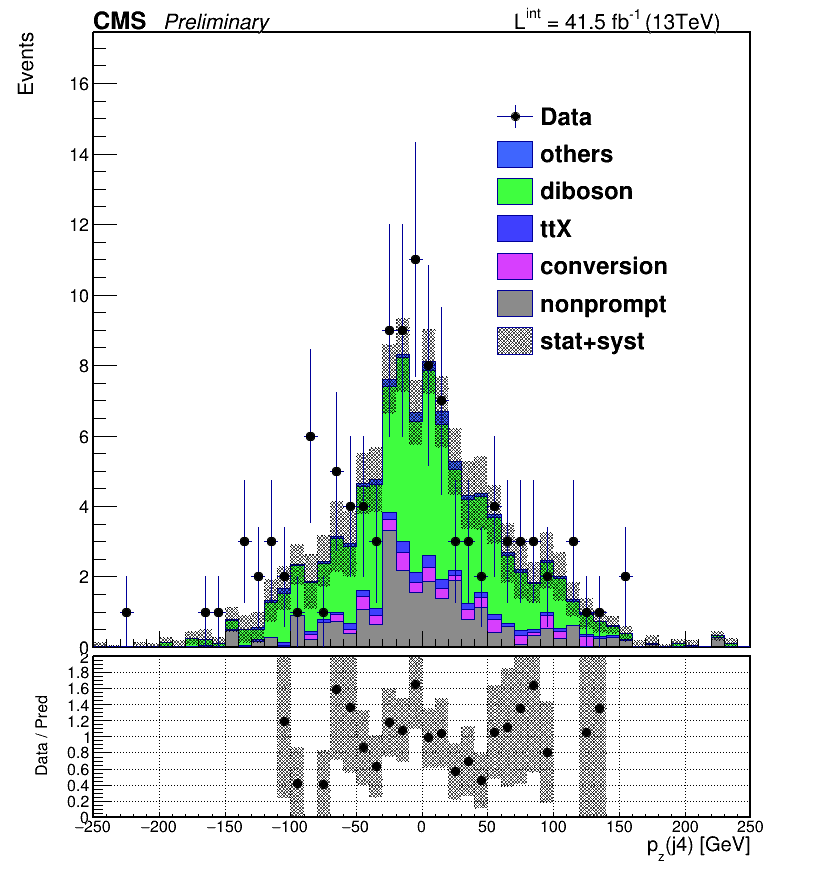 CMS Preliminary L^int = 41.5 fb^-1 (13TeV)
Events
16
14
12
10
8
6
4
2
0
Data
others
diboson
ttX
conversion
nonprompt
stat+syst
Data / Pred
2
1.8
1.6
1.4
1.2
1
0.8
0.6
0.4
0.2
0
−250 −200 −150 −100 −50 0 50 100 150 200 250
p_z(j4) [GeV]